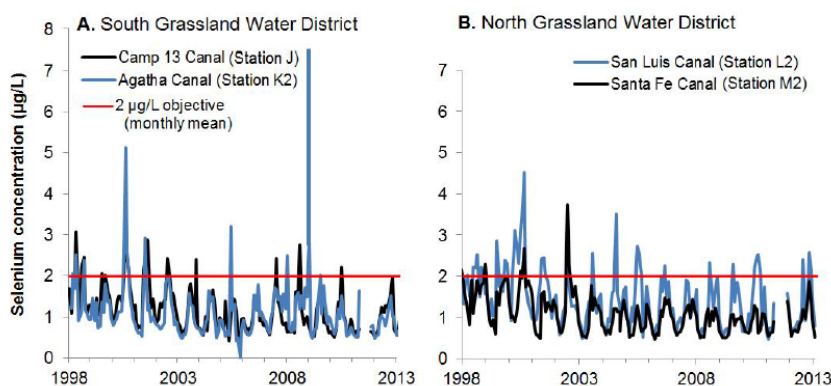 A. South Grassland Water District
Camp 13 Canal (Station J)
Agatha Canal (Station K2)
2 µg/L objective
(monthly mean)
Selenium concentration (µg/L)
8
7
6
5
4
3
2
1
0
1998 2003 2008 2013
B. North Grassland Water District
San Luis Canal (Station L2)
Santa Fe Canal (Station M2)
7
6
5
4
3
2
1
0
1998 2003 2008 2013